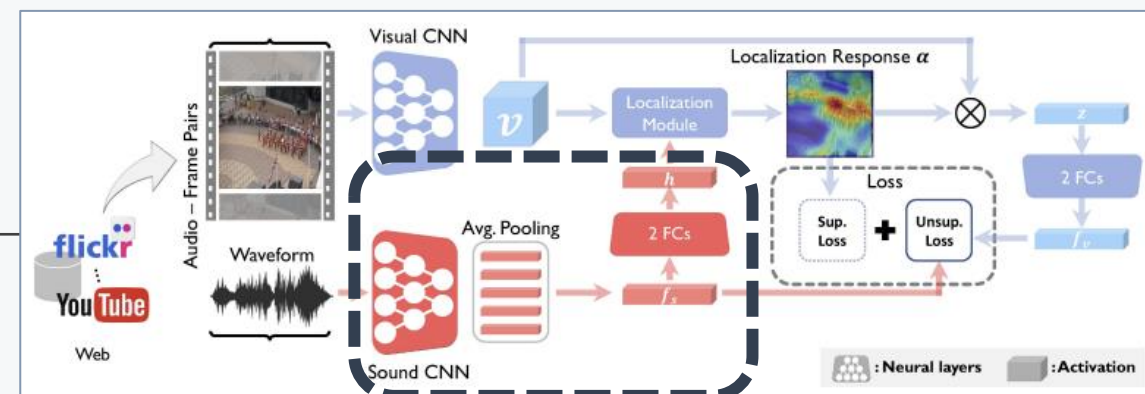 Visual CNN
Localization Response α
Audio – Frame Pairs
v
Localization
Module
z
h
Loss
2 FCs
flickr
YouTube
Web
Waveform
Avg. Pooling
2 FCs
Sup.
Loss
+
Unsup.
Loss
f_v
f_s
Sound CNN
: Neural layers
: Activation